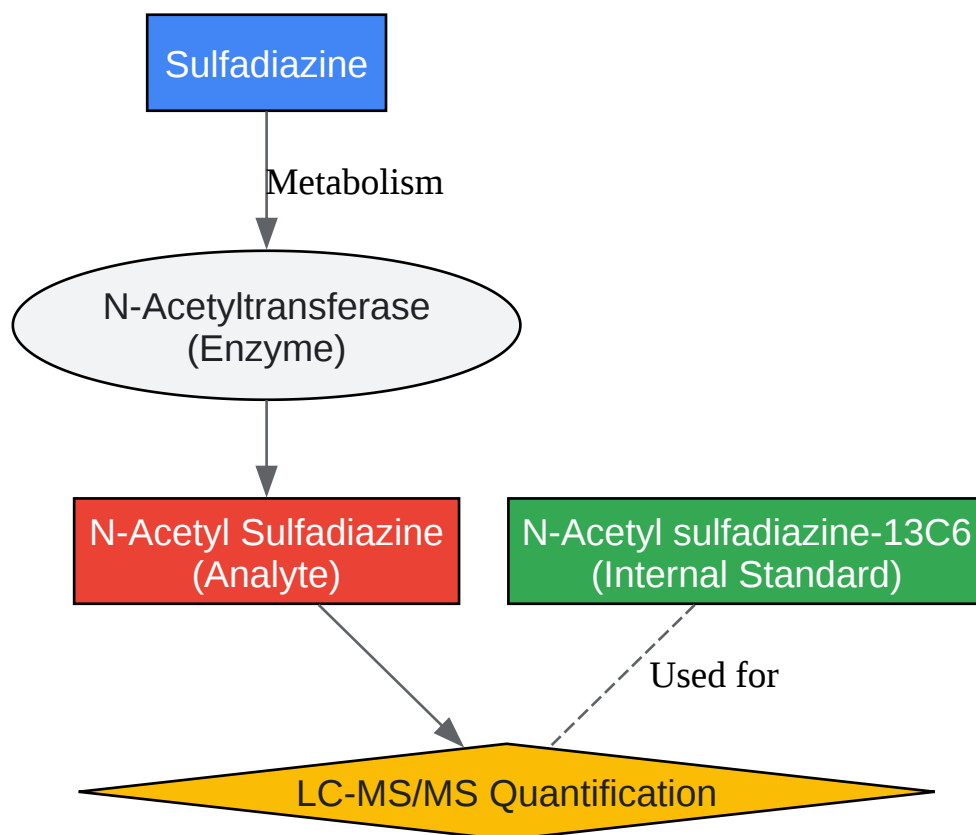 Sulfadiazine
Metabolism
N-Acetyltransferase
(Enzyme)
N-Acetyl Sulfadiazine
(Analyte)
N-Acetyl sulfadiazine-13C6
(Internal Standard)
Used for
LC-MS/MS Quantification